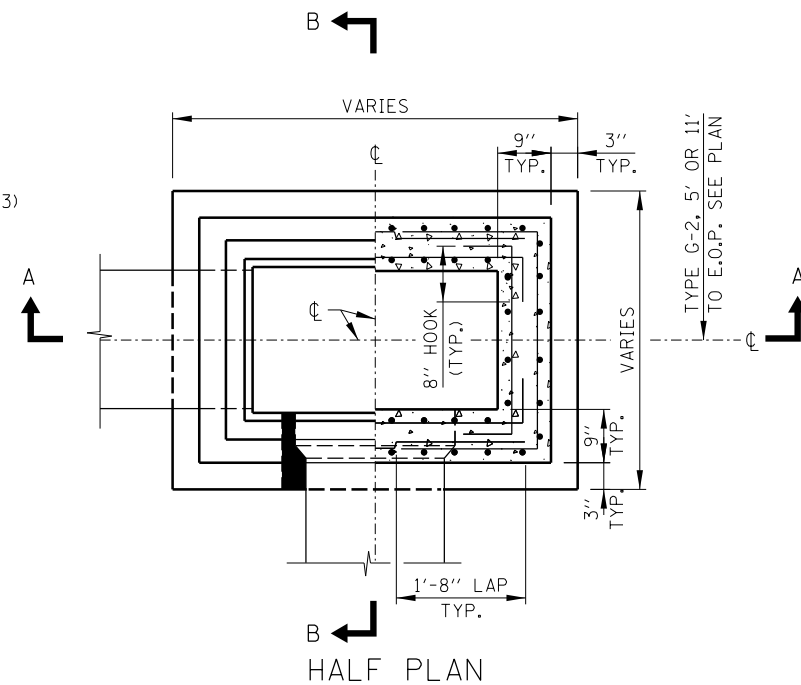 B
VARIES
9" 3"
TYP. TYP.
℄
3)
TYPE G-2, 5' OR 11'
TO E.O.P. SEE PLAN
A
A
℄
8" HOOK
(TYP.)
℄
VARIES
9"
TYP.
3"
TYP.
1'-8" LAP
TYP.
B
HALF PLAN